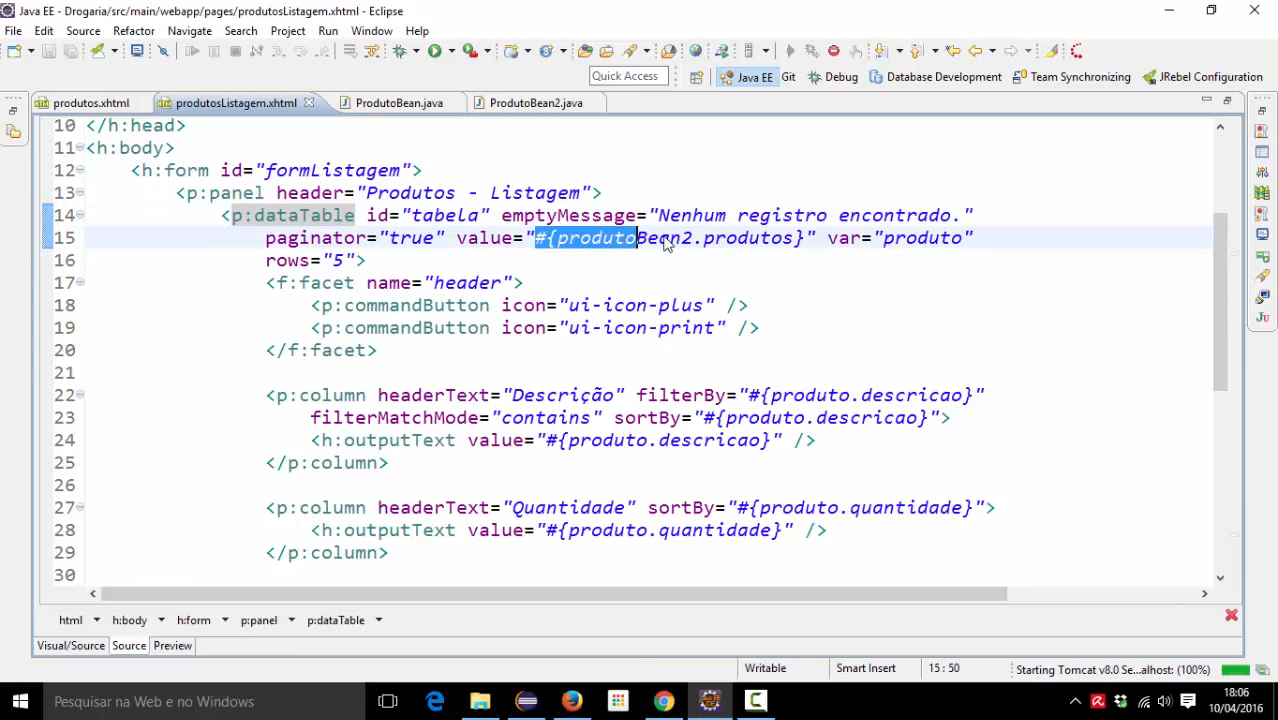 Java EE - Drogaria/src/main/webapp/pages/produtosListagem.xhtml - Eclipse
File Edit Source Refactor Navigate Search Project Run Window Help
Quick Access Java EE Git Debug Database Development Team Synchronizing JRebel Configuration
produtos.xhtml produtosListagem.xhtml ProdutoBean.java ProdutoBean2.java
10 </h:head>
11 <h:body>
12 <h:form id="formListagem">
13 <p:panel header="Produtos - Listagem">
14 <p:dataTable id="tabela" emptyMessage="Nenhum registro encontrado."
15 paginator="true" value="#{produtoBean2.produtos}" var="produto"
16 rows="5">
17 <f:facet name="header">
18 <p:commandButton icon="ui-icon-plus" />
19 <p:commandButton icon="ui-icon-print" />
20 </f:facet>
21
22 <p:column headerText="Descrição" filterBy="#{produto.descricao}"
23 filterMatchMode="contains" sortBy="#{produto.descricao}">
24 <h:outputText value="#{produto.descricao}" />
25 </p:column>
26
27 <p:column headerText="Quantidade" sortBy="#{produto.quantidade}">
28 <h:outputText value="#{produto.quantidade}" />
29 </p:column>
30
html h:body h:form p:panel p:dataTable
Visual/Source Source Preview
Writable Smart Insert 15 : 50 Starting Tomcat v8.0 Se...alhost: (100%)
Pesquisar na Web e no Windows
18:06
10/04/2016